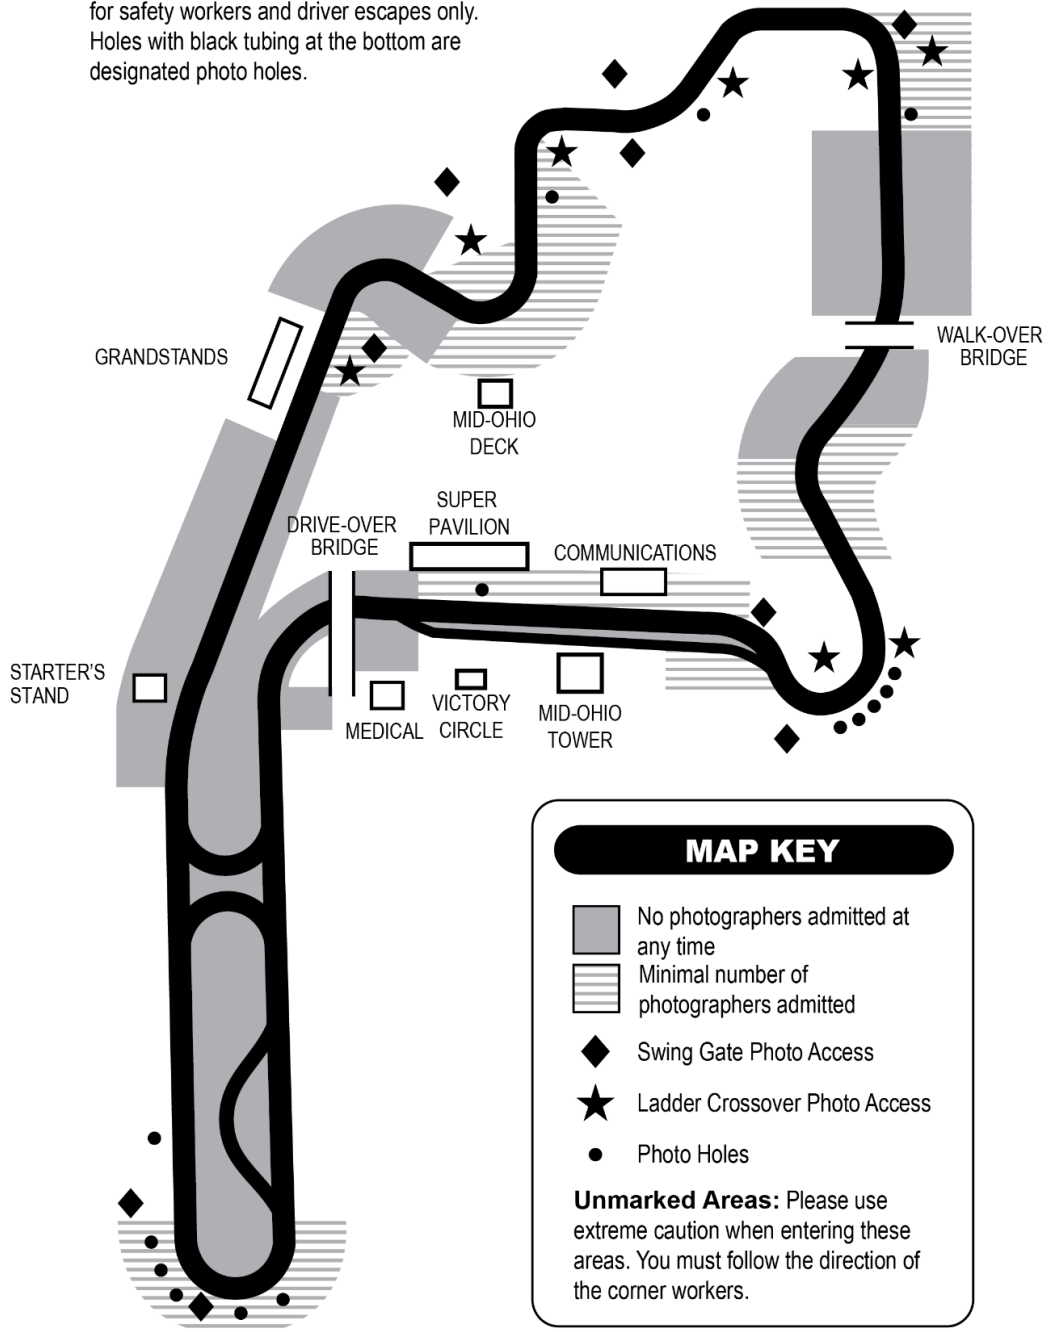 for safety workers and driver escapes only.
Holes with black tubing at the bottom are
designated photo holes.
WALK-OVER
BRIDGE
GRANDSTANDS
MID-OHIO
DECK
SUPER
PAVILION
DRIVE-OVER
BRIDGE
COMMUNICATIONS
STARTER'S
STAND
MEDICAL
VICTORY
CIRCLE
MID-OHIO
TOWER
MAP KEY
No photographers admitted at
any time
Minimal number of
photographers admitted
Swing Gate Photo Access
Ladder Crossover Photo Access
Photo Holes
Unmarked Areas: Please use
extreme caution when entering these
areas. You must follow the direction of
the corner workers.